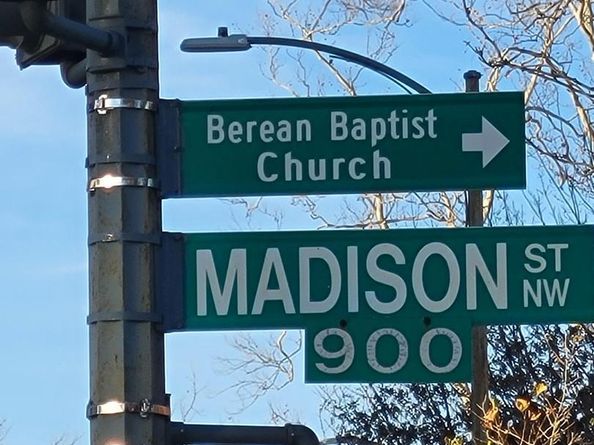 Berean Baptist
Church
MADISON ST NW
900